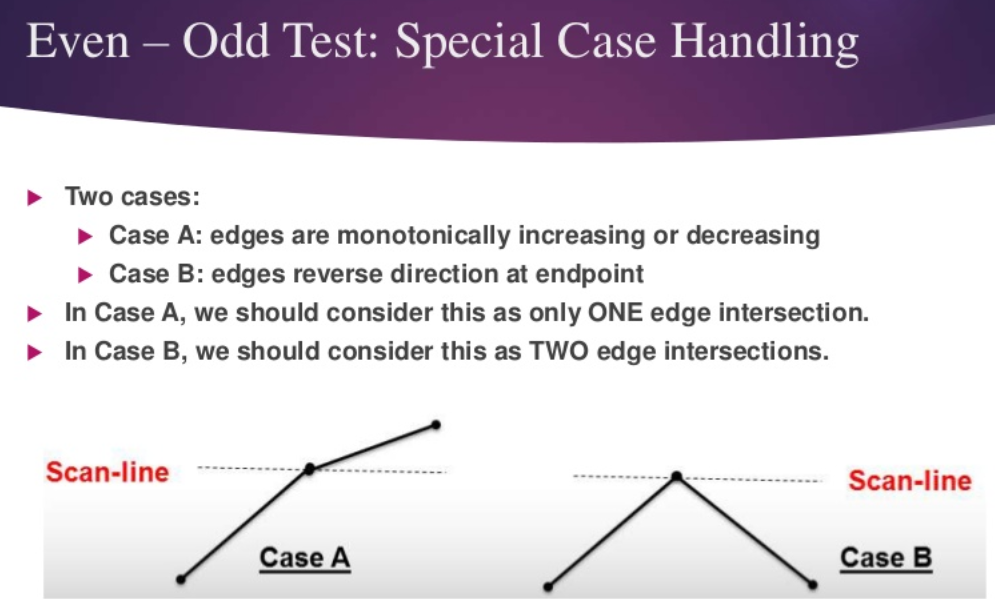 Even – Odd Test: Special Case Handling
Two cases:
Case A: edges are monotonically increasing or decreasing
Case B: edges reverse direction at endpoint
In Case A, we should consider this as only ONE edge intersection.
In Case B, we should consider this as TWO edge intersections.
Scan-line
Case A
Scan-line
Case B